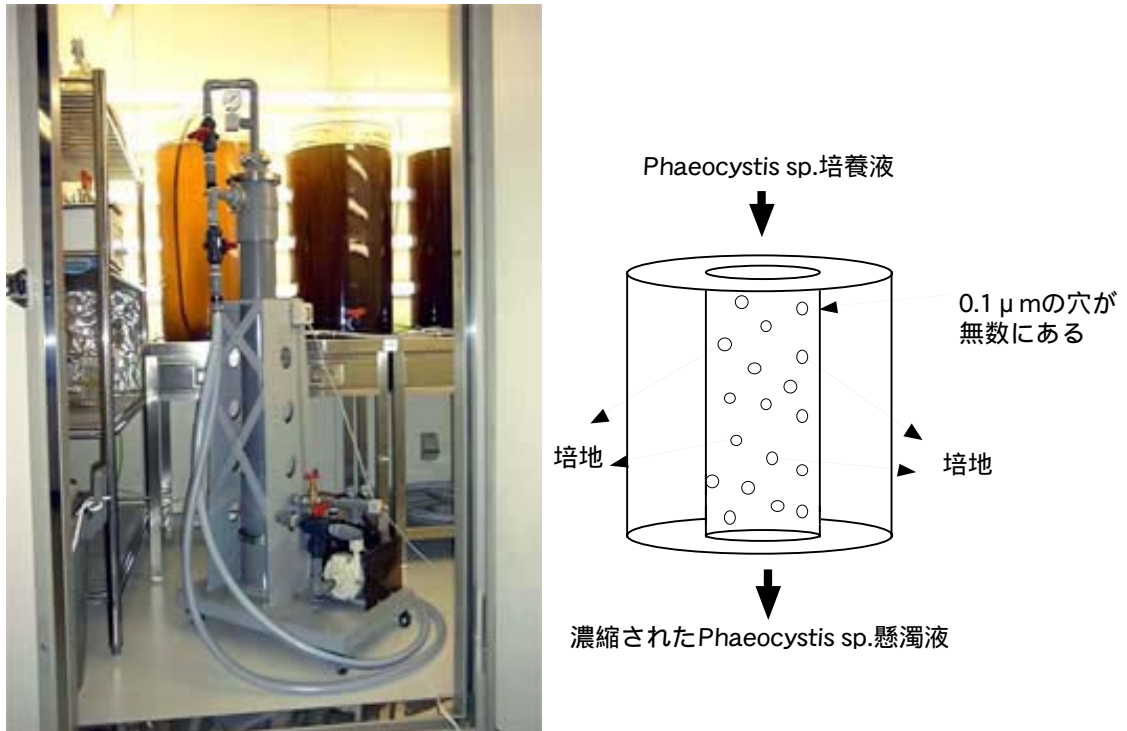 Phaeocystis sp.培養液
0.1μmの穴が
無数にある
培地
培地
濃縮されたPhaeocystis sp.懸濁液